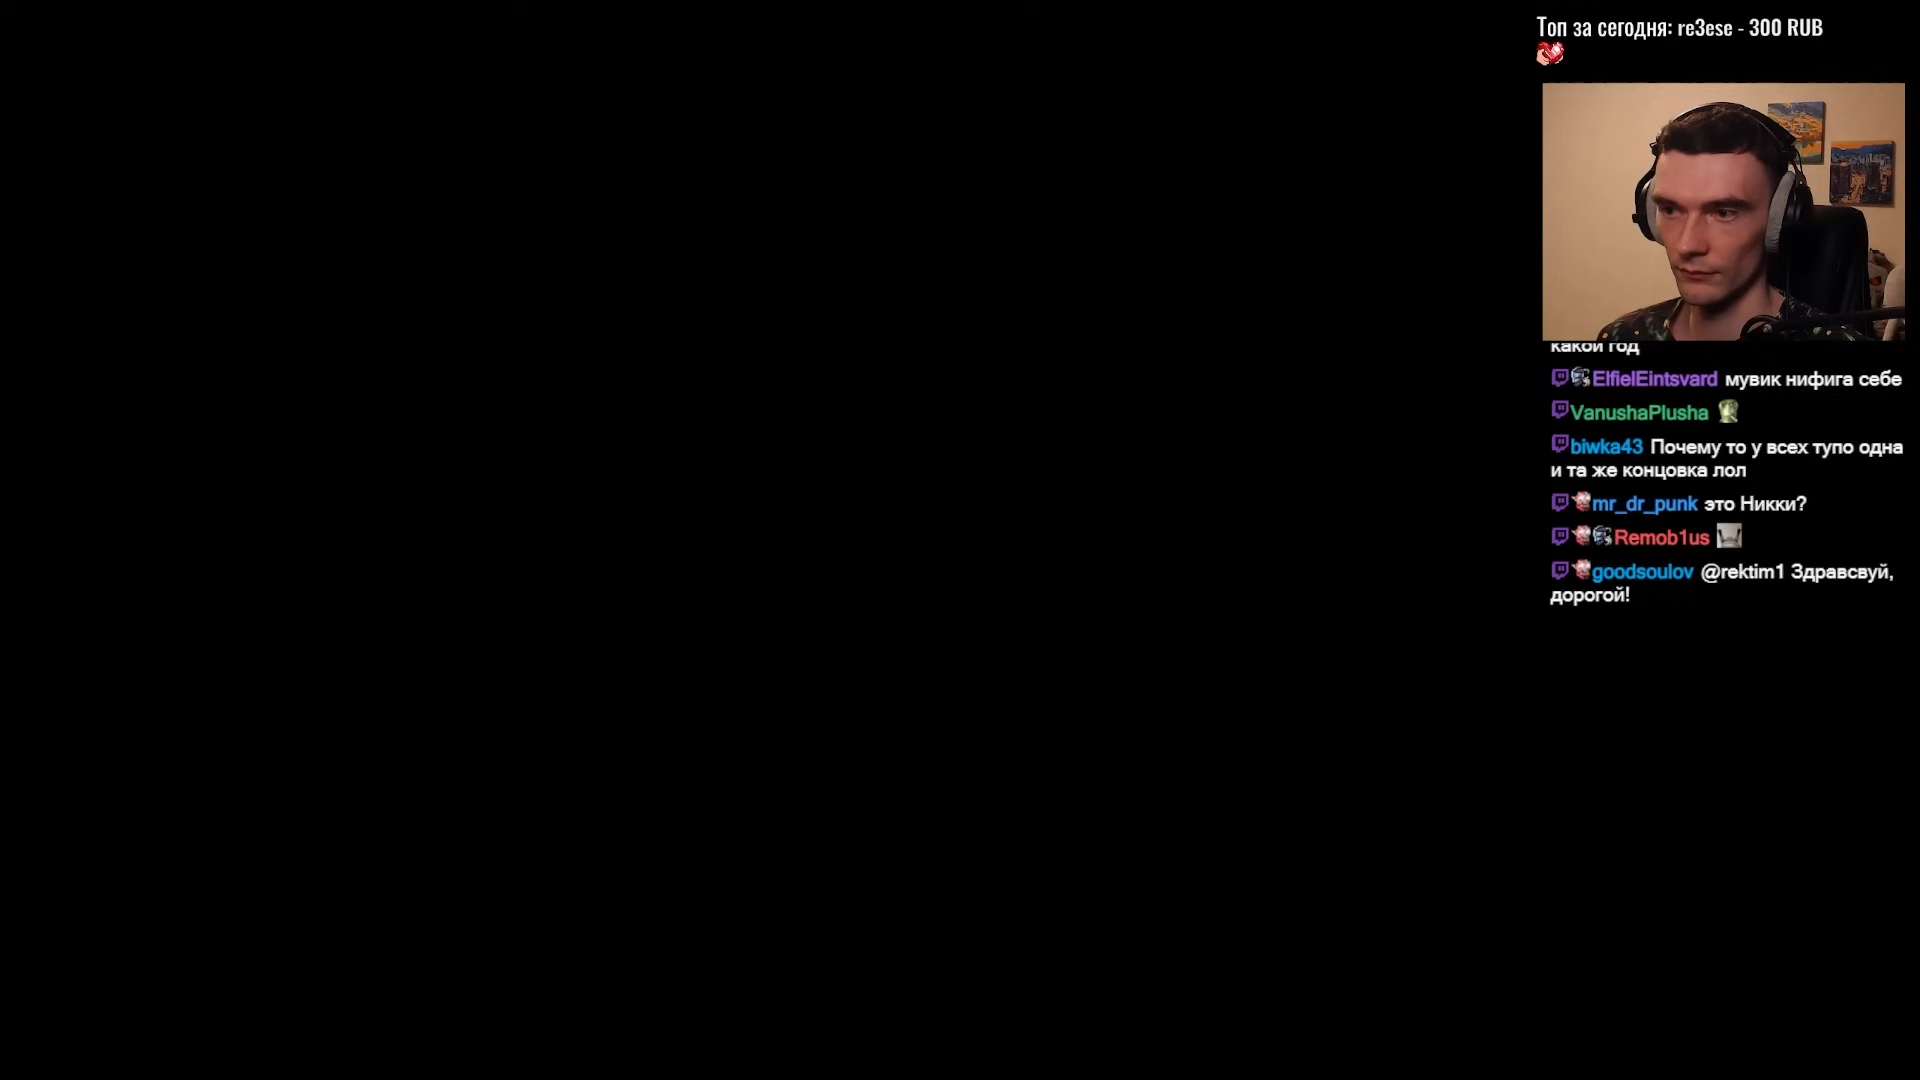 Топ за сегодня: re3ese - 300 RUB
какой год
ElfielEintsvard мувик нифига себе
VanushaPlusha
biwka43 Почему то у всех тупо одна
и та же концовка лол
mr_dr_punk это Никки?
Remob1us
goodsoulov @rektim1 Здравсвуй,
дорогой!